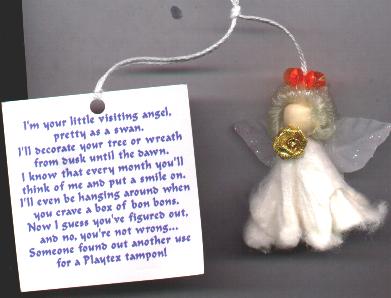 I'm your little visiting angel,
pretty as a swan.
I'll decorate your tree or wreath
from dusk until the dawn.
I know that every month you'll
think of me and put a smile on.
I'll even be hanging around when
you crave a box of bon bons.
Now I guess you've figured out,
and no, you're not wrong...
Someone found out another use
for a Playtex tampon!